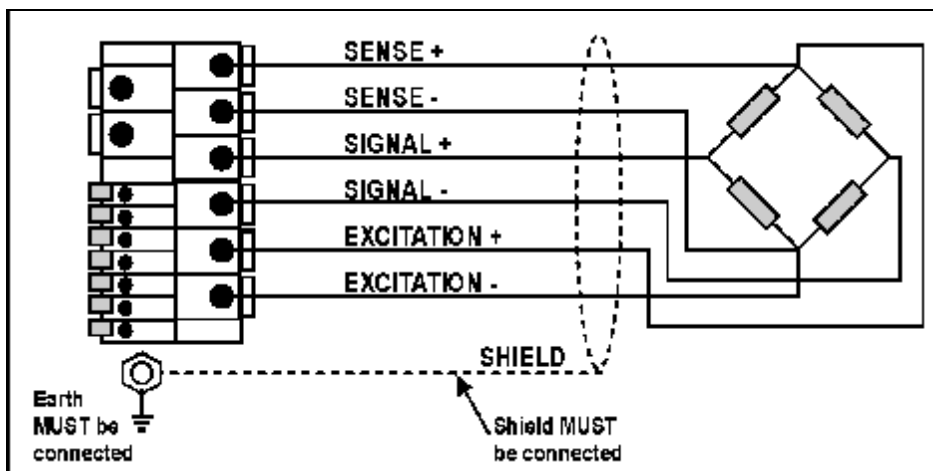 SENSE +
SENSE -
SIGNAL +
SIGNAL -
EXCITATION +
EXCITATION -
SHIELD
Earth
MUST be
connected
Shield MUST
be connected